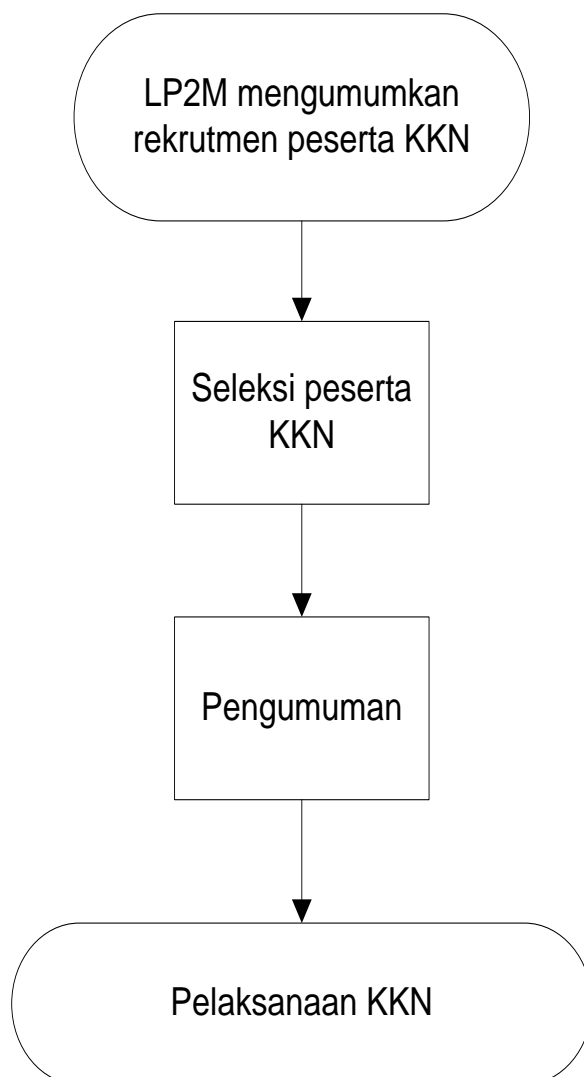 LP2M mengumumkan
rekrutmen peserta KKN
Seleksi peserta
KKN
Pengumuman
Pelaksanaan KKN